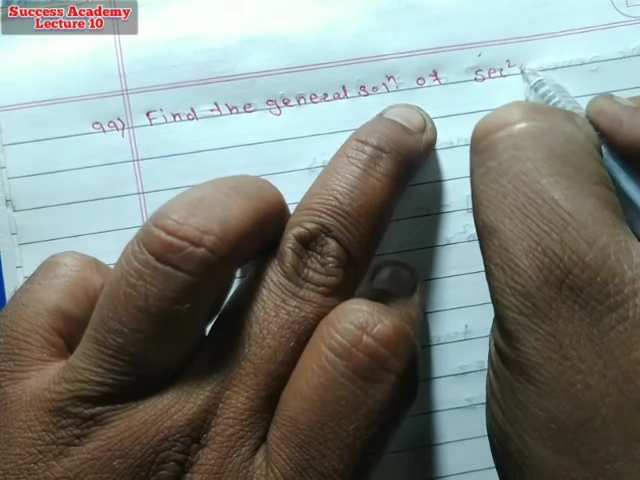 Success Academy
Lecture 10
99) Find the general solⁿ of sec²